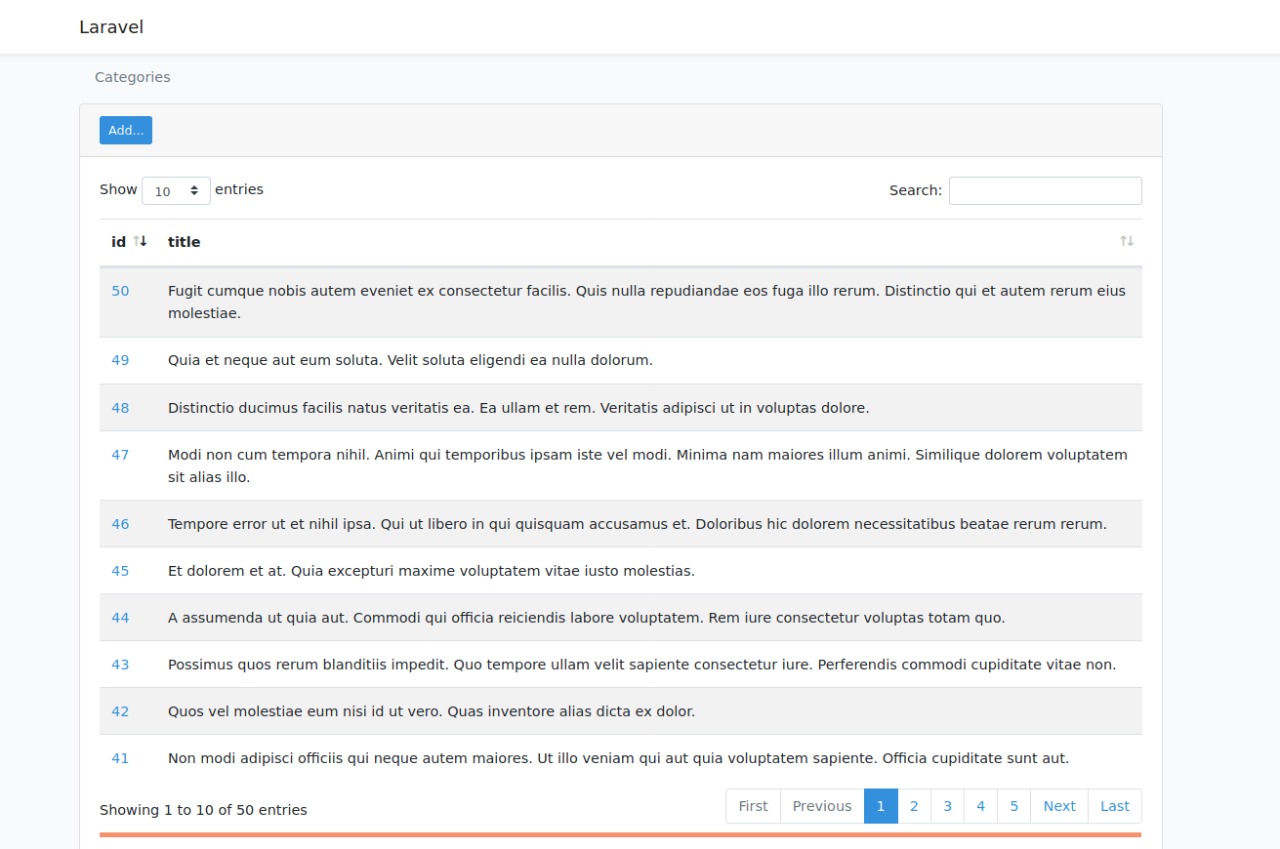 Laravel
Categories
Add...
Show 10 entries Search:
id title
50 Fugit cumque nobis autem eveniet ex consectetur facilis. Quis nulla repudiandae eos fuga illo rerum. Distinctio qui et autem rerum eius
molestiae.
49 Quia et neque aut eum soluta. Velit soluta eligendi ea nulla dolorum.
48 Distinctio ducimus facilis natus veritatis ea. Ea ullam et rem. Veritatis adipisci ut in voluptas dolore.
47 Modi non cum tempora nihil. Animi qui temporibus ipsam iste vel modi. Minima nam maiores illum animi. Similique dolorem voluptatem
sit alias illo.
46 Tempore error ut et nihil ipsa. Qui ut libero in qui quisquam accusamus et. Doloribus hic dolorem necessitatibus beatae rerum rerum.
45 Et dolorem et at. Quia excepturi maxime voluptatem vitae iusto molestias.
44 A assumenda ut quia aut. Commodi qui officia reiciendis labore voluptatem. Rem iure consectetur voluptas totam quo.
43 Possimus quos rerum blanditiis impedit. Quo tempore ullam velit sapiente consectetur iure. Perferendis commodi cupiditate vitae non.
42 Quos vel molestiae eum nisi id ut vero. Quas inventore alias dicta ex dolor.
41 Non modi adipisci officiis qui neque autem maiores. Ut illo veniam qui aut quia voluptatem sapiente. Officia cupiditate sunt aut.
Showing 1 to 10 of 50 entries First Previous 1 2 3 4 5 Next Last